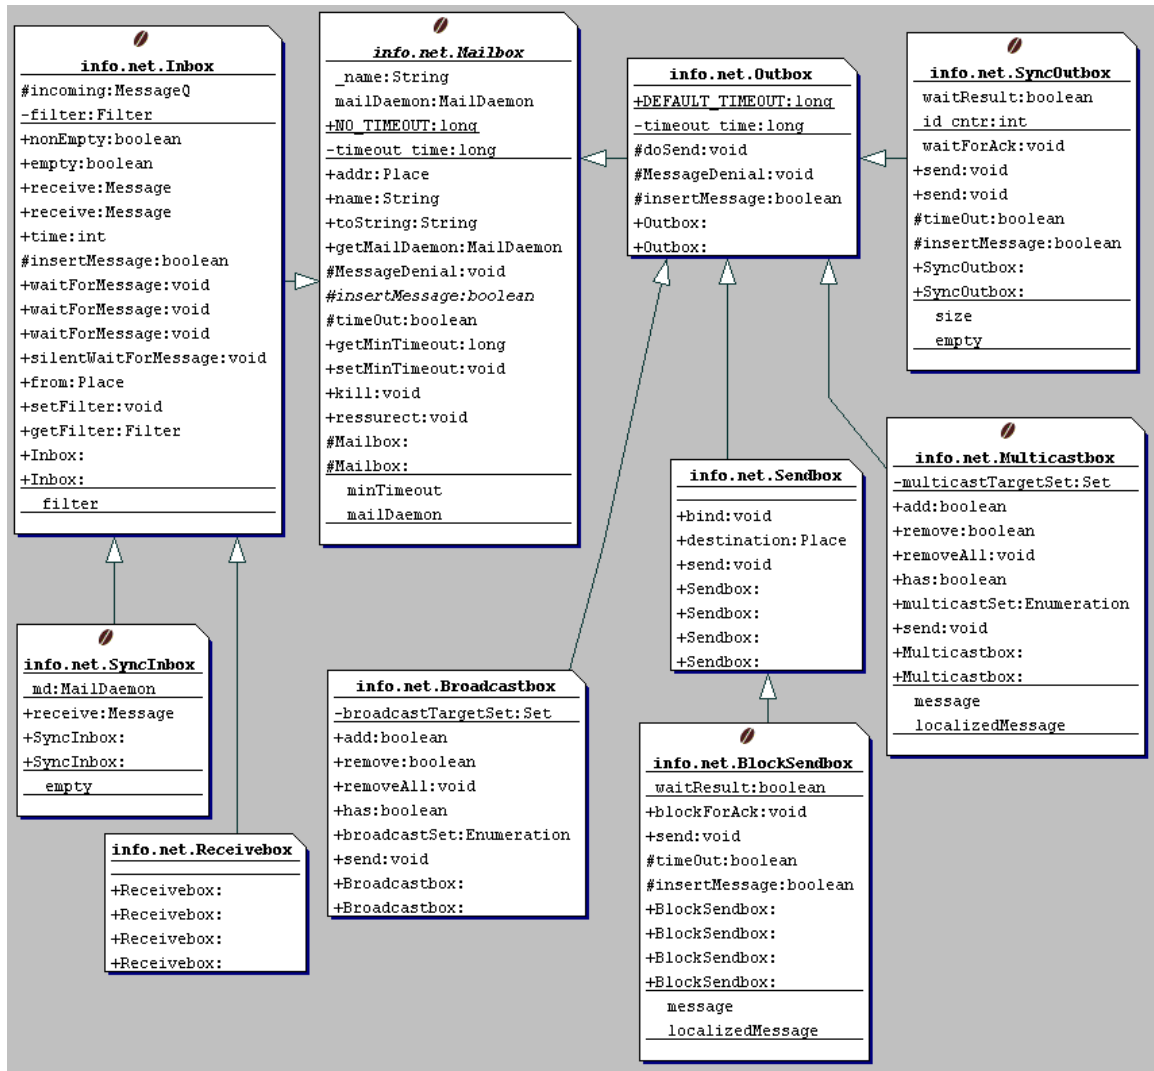 info.net.Inbox
#incoming:MessageQ
-filter:Filter
+nonEmpty:boolean
+empty:boolean
+receive:Message
+receive:Message
+time:int
#insertMessage:boolean
+waitForMessage:void
+waitForMessage:void
+waitForMessage:void
+silentWaitForMessage:void
+from:Place
+setFilter:void
+getFilter:Filter
+Inbox:
+Inbox:
filter
info.net.Mailbox
_name:String
mailDaemon:MailDaemon
+NO_TIMEOUT:long
-timeout_time:long
+addr:Place
+name:String
+toString:String
+getMailDaemon:MailDaemon
#MessageDenial:void
#insertMessage:boolean
#timeOut:boolean
+getMinTimeout:long
+setMinTimeout:void
+kill:void
+ressurect:void
#Mailbox:
#Mailbox:
minTimeout
mailDaemon
info.net.Outbox
+DEFAULT_TIMEOUT:long
-timeout_time:long
#doSend:void
#MessageDenial:void
#insertMessage:boolean
+Outbox:
+Outbox:
info.net.SyncOutbox
waitResult:boolean
id_cntr:int
waitForAck:void
+send:void
+send:void
#timeOut:boolean
#insertMessage:boolean
+SyncOutbox:
+SyncOutbox:
size
empty
info.net.Sendbox
+bind:void
+destination:Place
+send:void
+Sendbox:
+Sendbox:
+Sendbox:
+Sendbox:
info.net.Multicastbox
-multicastTargetSet:Set
+add:boolean
+remove:boolean
+removeAll:void
+has:boolean
+multicastSet:Enumeration
+send:void
+Multicastbox:
+Multicastbox:
message
localizedMessage
info.net.SyncInbox
md:MailDaemon
+receive:Message
+SyncInbox:
+SyncInbox:
empty
info.net.Receivebox
+Receivebox:
+Receivebox:
+Receivebox:
+Receivebox:
info.net.Broadcastbox
-broadcastTargetSet:Set
+add:boolean
+remove:boolean
+removeAll:void
+has:boolean
+broadcastSet:Enumeration
+send:void
+Broadcastbox:
+Broadcastbox:
info.net.BlockSendbox
waitResult:boolean
+blockForAck:void
+send:void
#timeOut:boolean
#insertMessage:boolean
+BlockSendbox:
+BlockSendbox:
+BlockSendbox:
+BlockSendbox:
message
localizedMessage